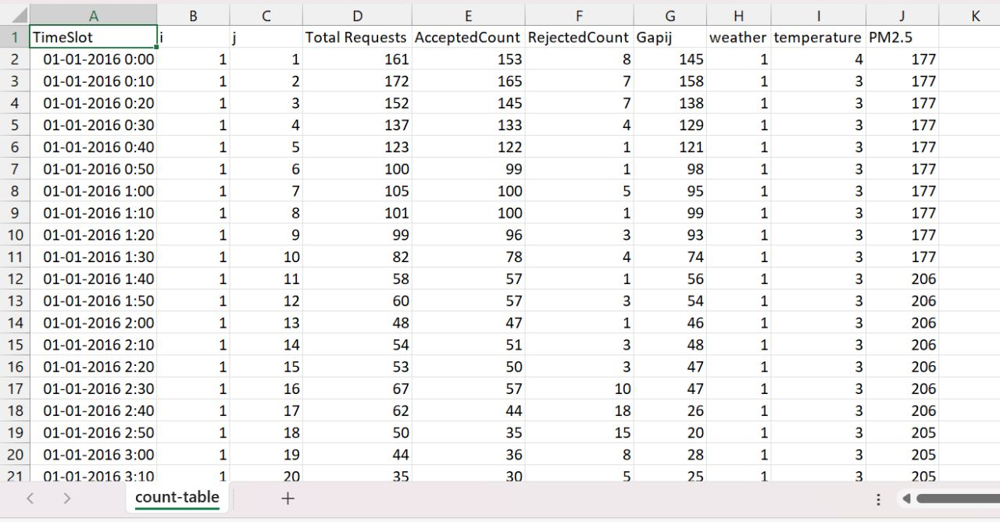 A B C D E F G H I J K
1 TimeSlot i j Total Requests AcceptedCount RejectedCount Gapij weather temperature PM2.5
2 01-01-2016 0:00 1 1 161 153 8 145 1 4 177
3 01-01-2016 0:10 1 2 172 165 7 158 1 3 177
4 01-01-2016 0:20 1 3 152 145 7 138 1 3 177
5 01-01-2016 0:30 1 4 137 133 4 129 1 3 177
6 01-01-2016 0:40 1 5 123 122 1 121 1 3 177
7 01-01-2016 0:50 1 6 100 99 1 98 1 3 177
8 01-01-2016 1:00 1 7 105 100 5 95 1 3 177
9 01-01-2016 1:10 1 8 101 100 1 99 1 3 177
10 01-01-2016 1:20 1 9 99 96 3 93 1 3 177
11 01-01-2016 1:30 1 10 82 78 4 74 1 3 177
12 01-01-2016 1:40 1 11 58 57 1 56 1 3 206
13 01-01-2016 1:50 1 12 60 57 3 54 1 3 206
14 01-01-2016 2:00 1 13 48 47 1 46 1 3 206
15 01-01-2016 2:10 1 14 54 51 3 48 1 3 206
16 01-01-2016 2:20 1 15 53 50 3 47 1 3 206
17 01-01-2016 2:30 1 16 67 57 10 47 1 3 206
18 01-01-2016 2:40 1 17 62 44 18 26 1 3 206
19 01-01-2016 2:50 1 18 50 35 15 20 1 3 205
20 01-01-2016 3:00 1 19 44 36 8 28 1 3 205
21 01-01-2016 3:10 1 20 35 30 5 25 1 3 205
count-table